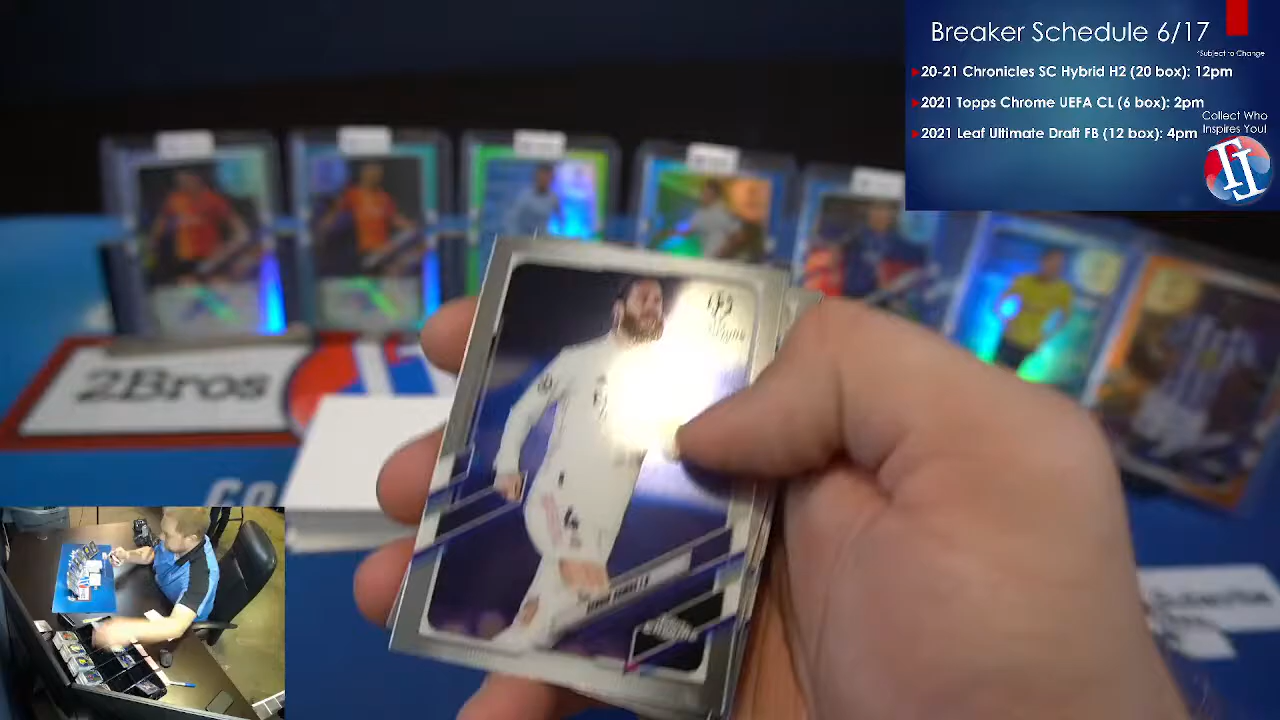 Breaker Schedule 6/17
*Subject to Change
20-21 Chronicles SC Hybrid H2 (20 box): 12pm
2021 Topps Chrome UEFA CL (6 box): 2pm
2021 Leaf Ultimate Draft FB (12 box): 4pm
Collect Who
Inspires You!
2Bros